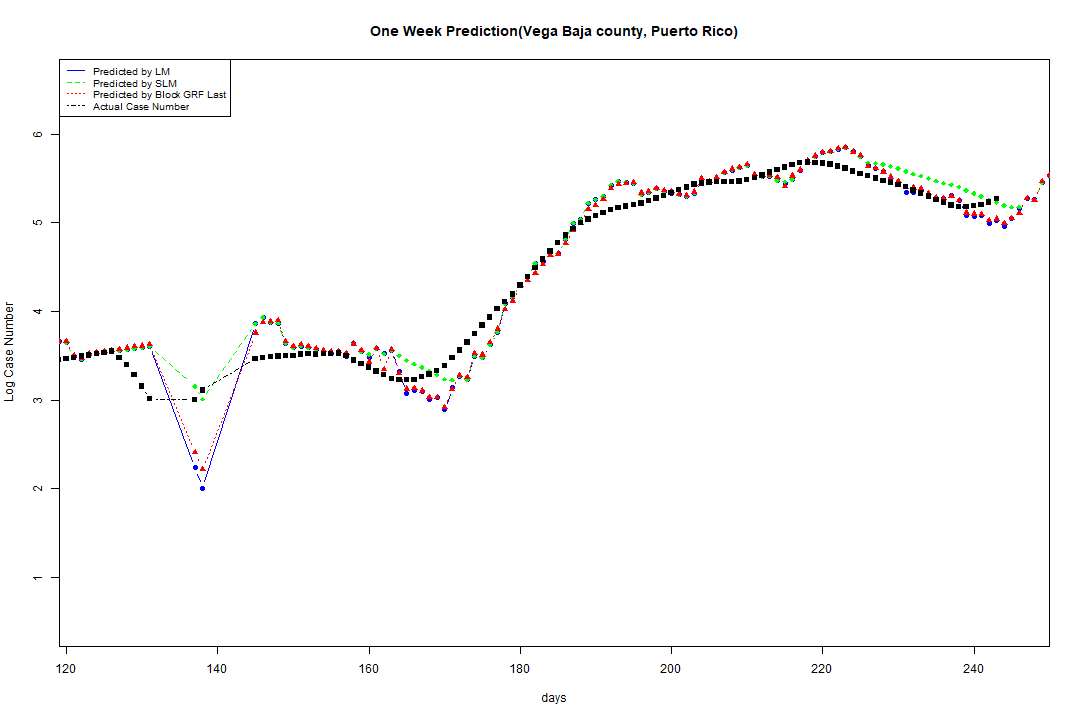 One Week Prediction(Vega Baja county, Puerto Rico)
Predicted by LM
Predicted by SLM
Predicted by Block GRF Last
Actual Case Number
6
5
4
3
2
1
Log Case Number
120 140 160 180 200 220 240
days